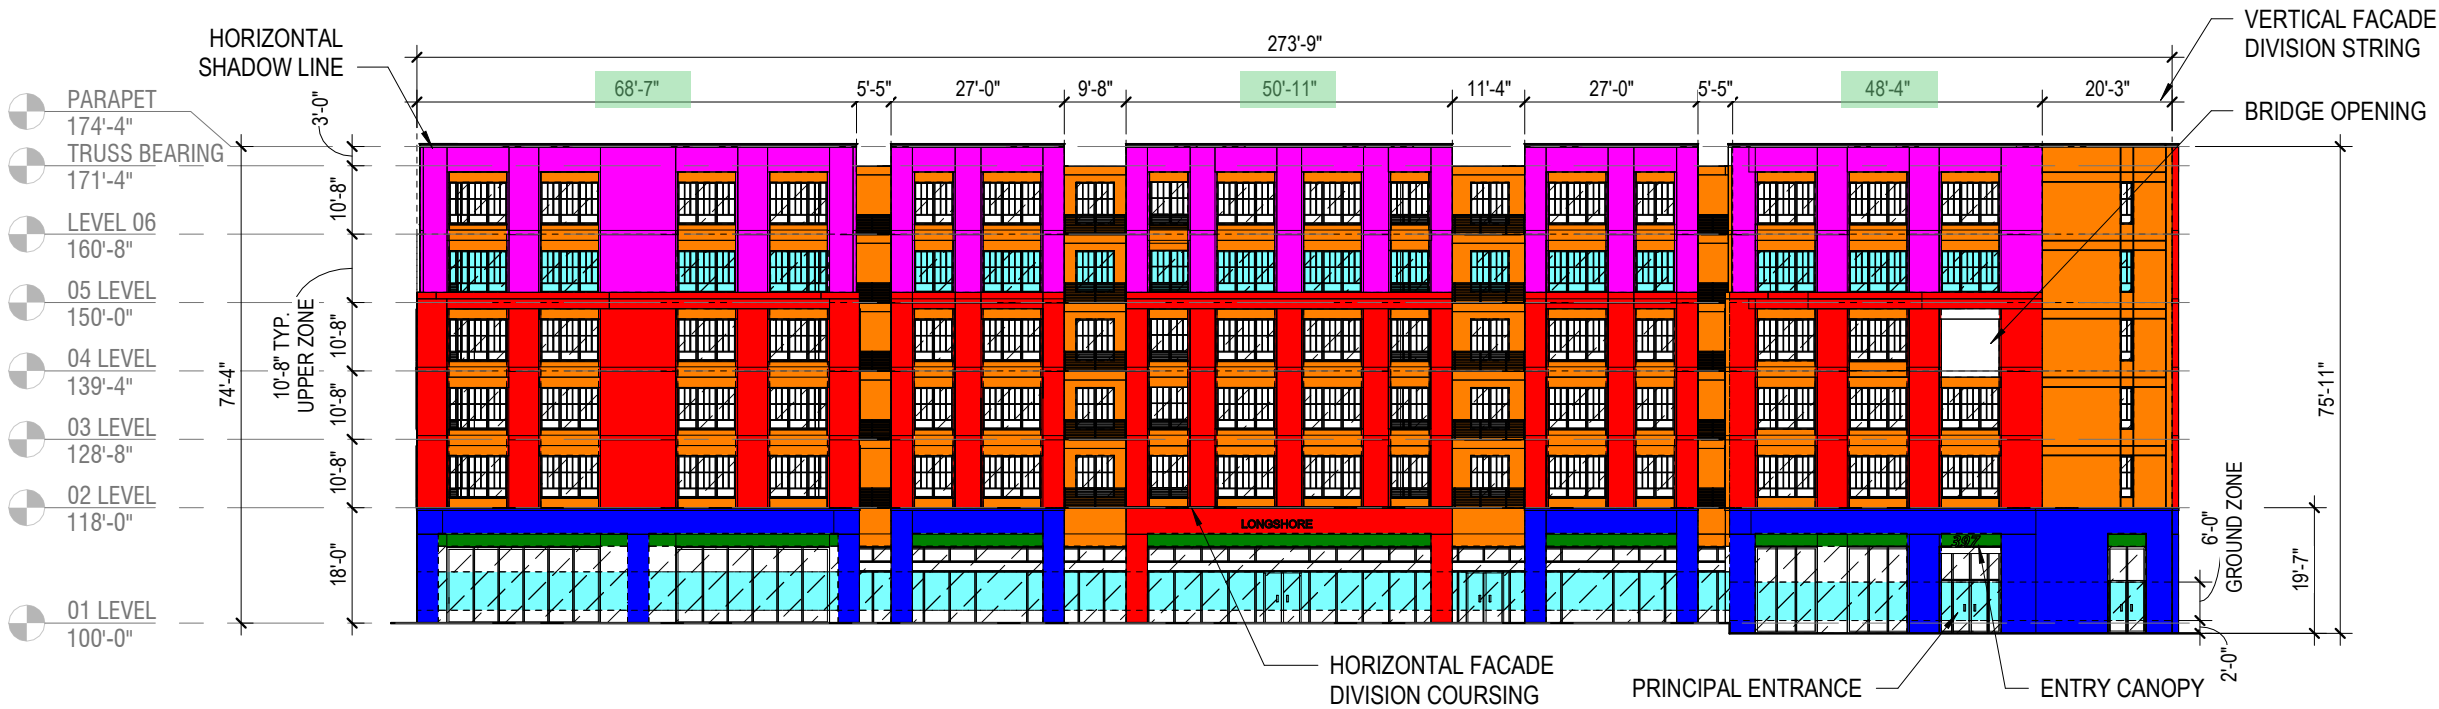 HORIZONTAL
SHADOW LINE
273'-9"
VERTICAL FACADE
DIVISION STRING
68'-7"
5'-5"
27'-0"
9'-8"
50'-11"
11'-4"
27'-0"
5'-5"
48'-4"
20'-3"
BRIDGE OPENING
PARAPET
174'-4"
TRUSS BEARING
171'-4"
LEVEL 06
160'-8"
05 LEVEL
150'-0"
04 LEVEL
139'-4"
03 LEVEL
128'-8"
02 LEVEL
118'-0"
01 LEVEL
100'-0"
74'-4"
10'-8" TYP.
UPPER ZONE
3'-0"
10'-8"
10'-8"
10'-8"
10'-8"
18'-0"
LONGSHORE
307
75'-11"
6'-0"
GROUND ZONE
19'-7"
2'-0"
HORIZONTAL FACADE
DIVISION COURSING
PRINCIPAL ENTRANCE
ENTRY CANOPY